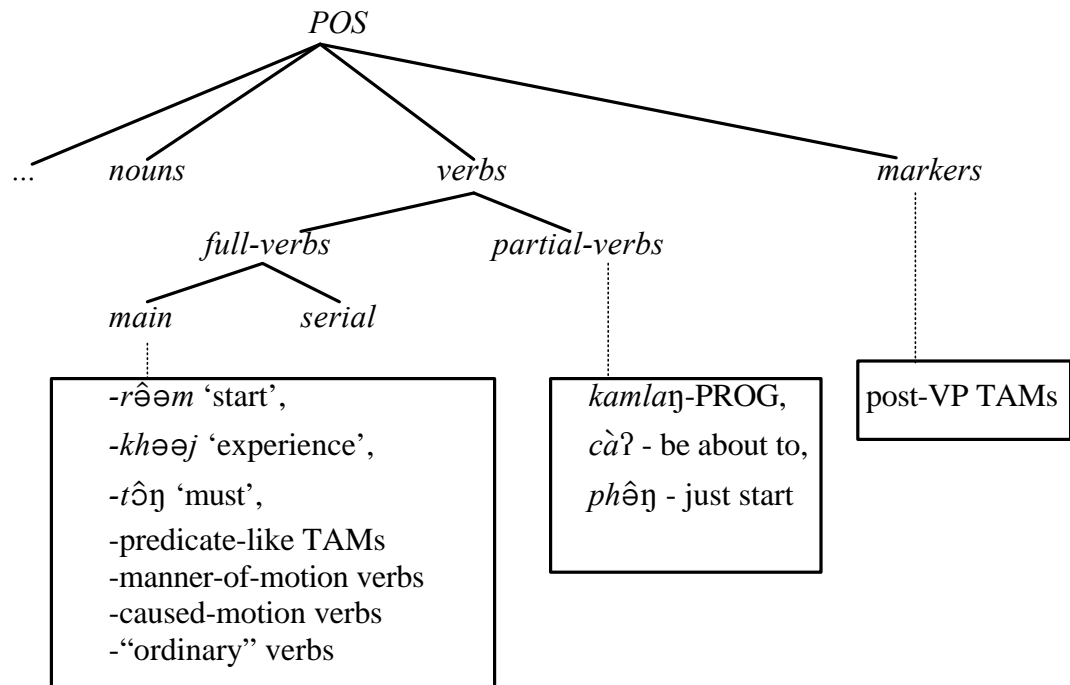 POS
... nouns verbs markers
full-verbs partial-verbs
main serial
-rə̂əm ‘start’,
-khəəj ‘experience’,
-tɔ̂ŋ ‘must’,
-predicate-like TAMs
-manner-of-motion verbs
-caused-motion verbs
-“ordinary” verbs
kamlaŋ-PROG,
càʔ - be about to,
phə̂ŋ - just start
post-VP TAMs